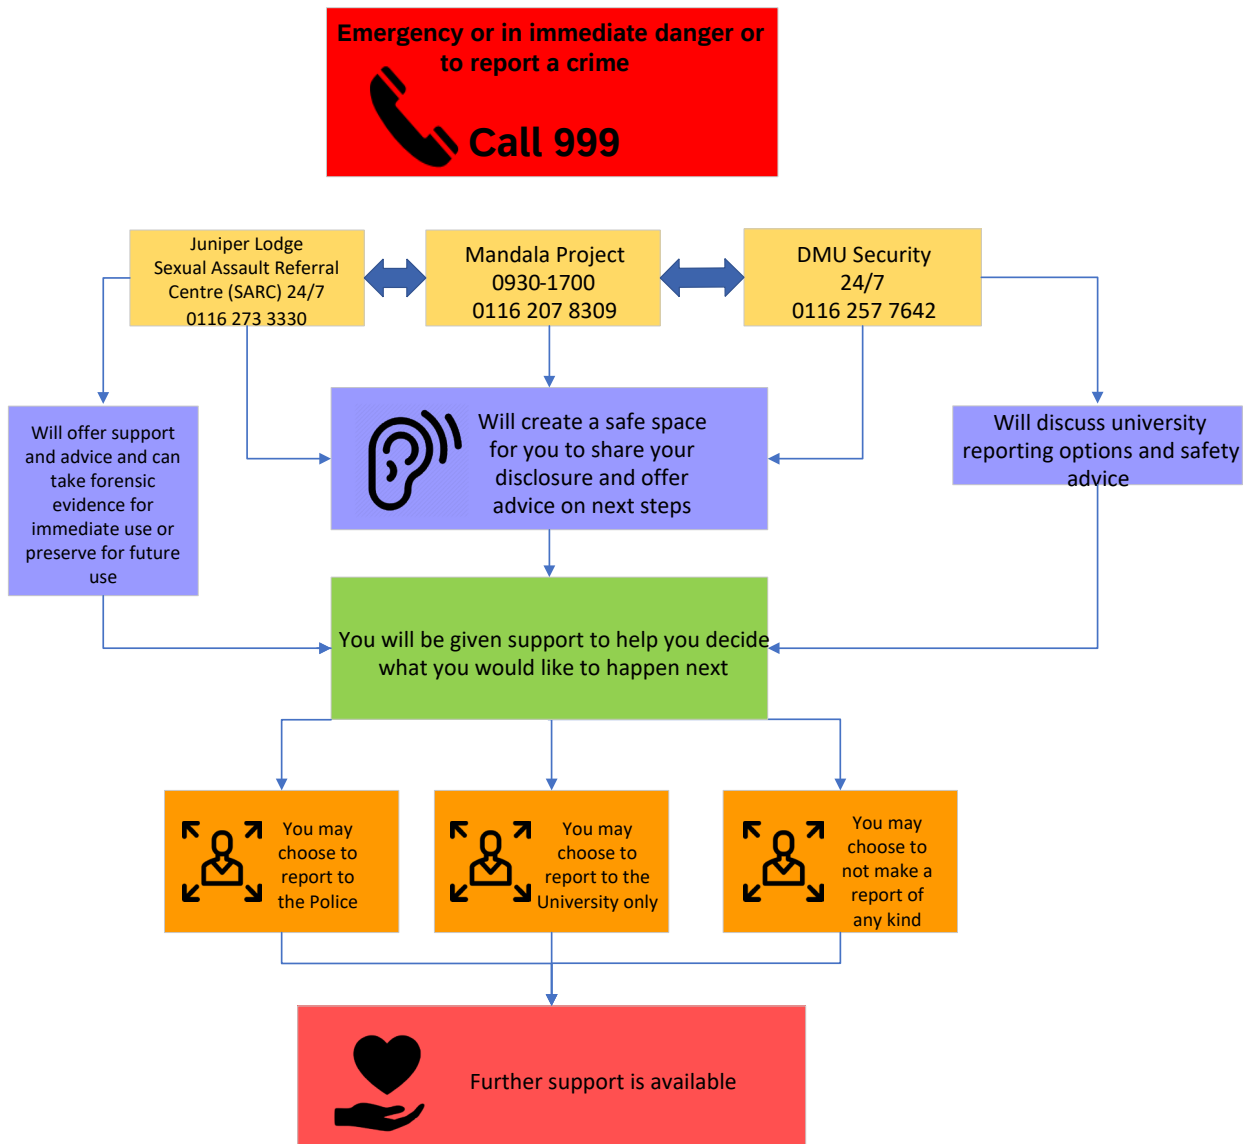 Emergency or in immediate danger or
to report a crime
Call 999
Juniper Lodge
Sexual Assault Referral
Centre (SARC) 24/7
0116 273 3330
Mandala Project
0930-1700
0116 207 8309
DMU Security
24/7
0116 257 7642
Will offer support
and advice and can
take forensic
evidence for
immediate use or
preserve for future
use
Will create a safe space
for you to share your
disclosure and offer
advice on next steps
Will discuss university
reporting options and safety
advice
You will be given support to help you decide
what you would like to happen next
You may
choose to
report to
the Police
You may
choose to
report to the
University only
You may
choose to
not make a
report of
any kind
Further support is available